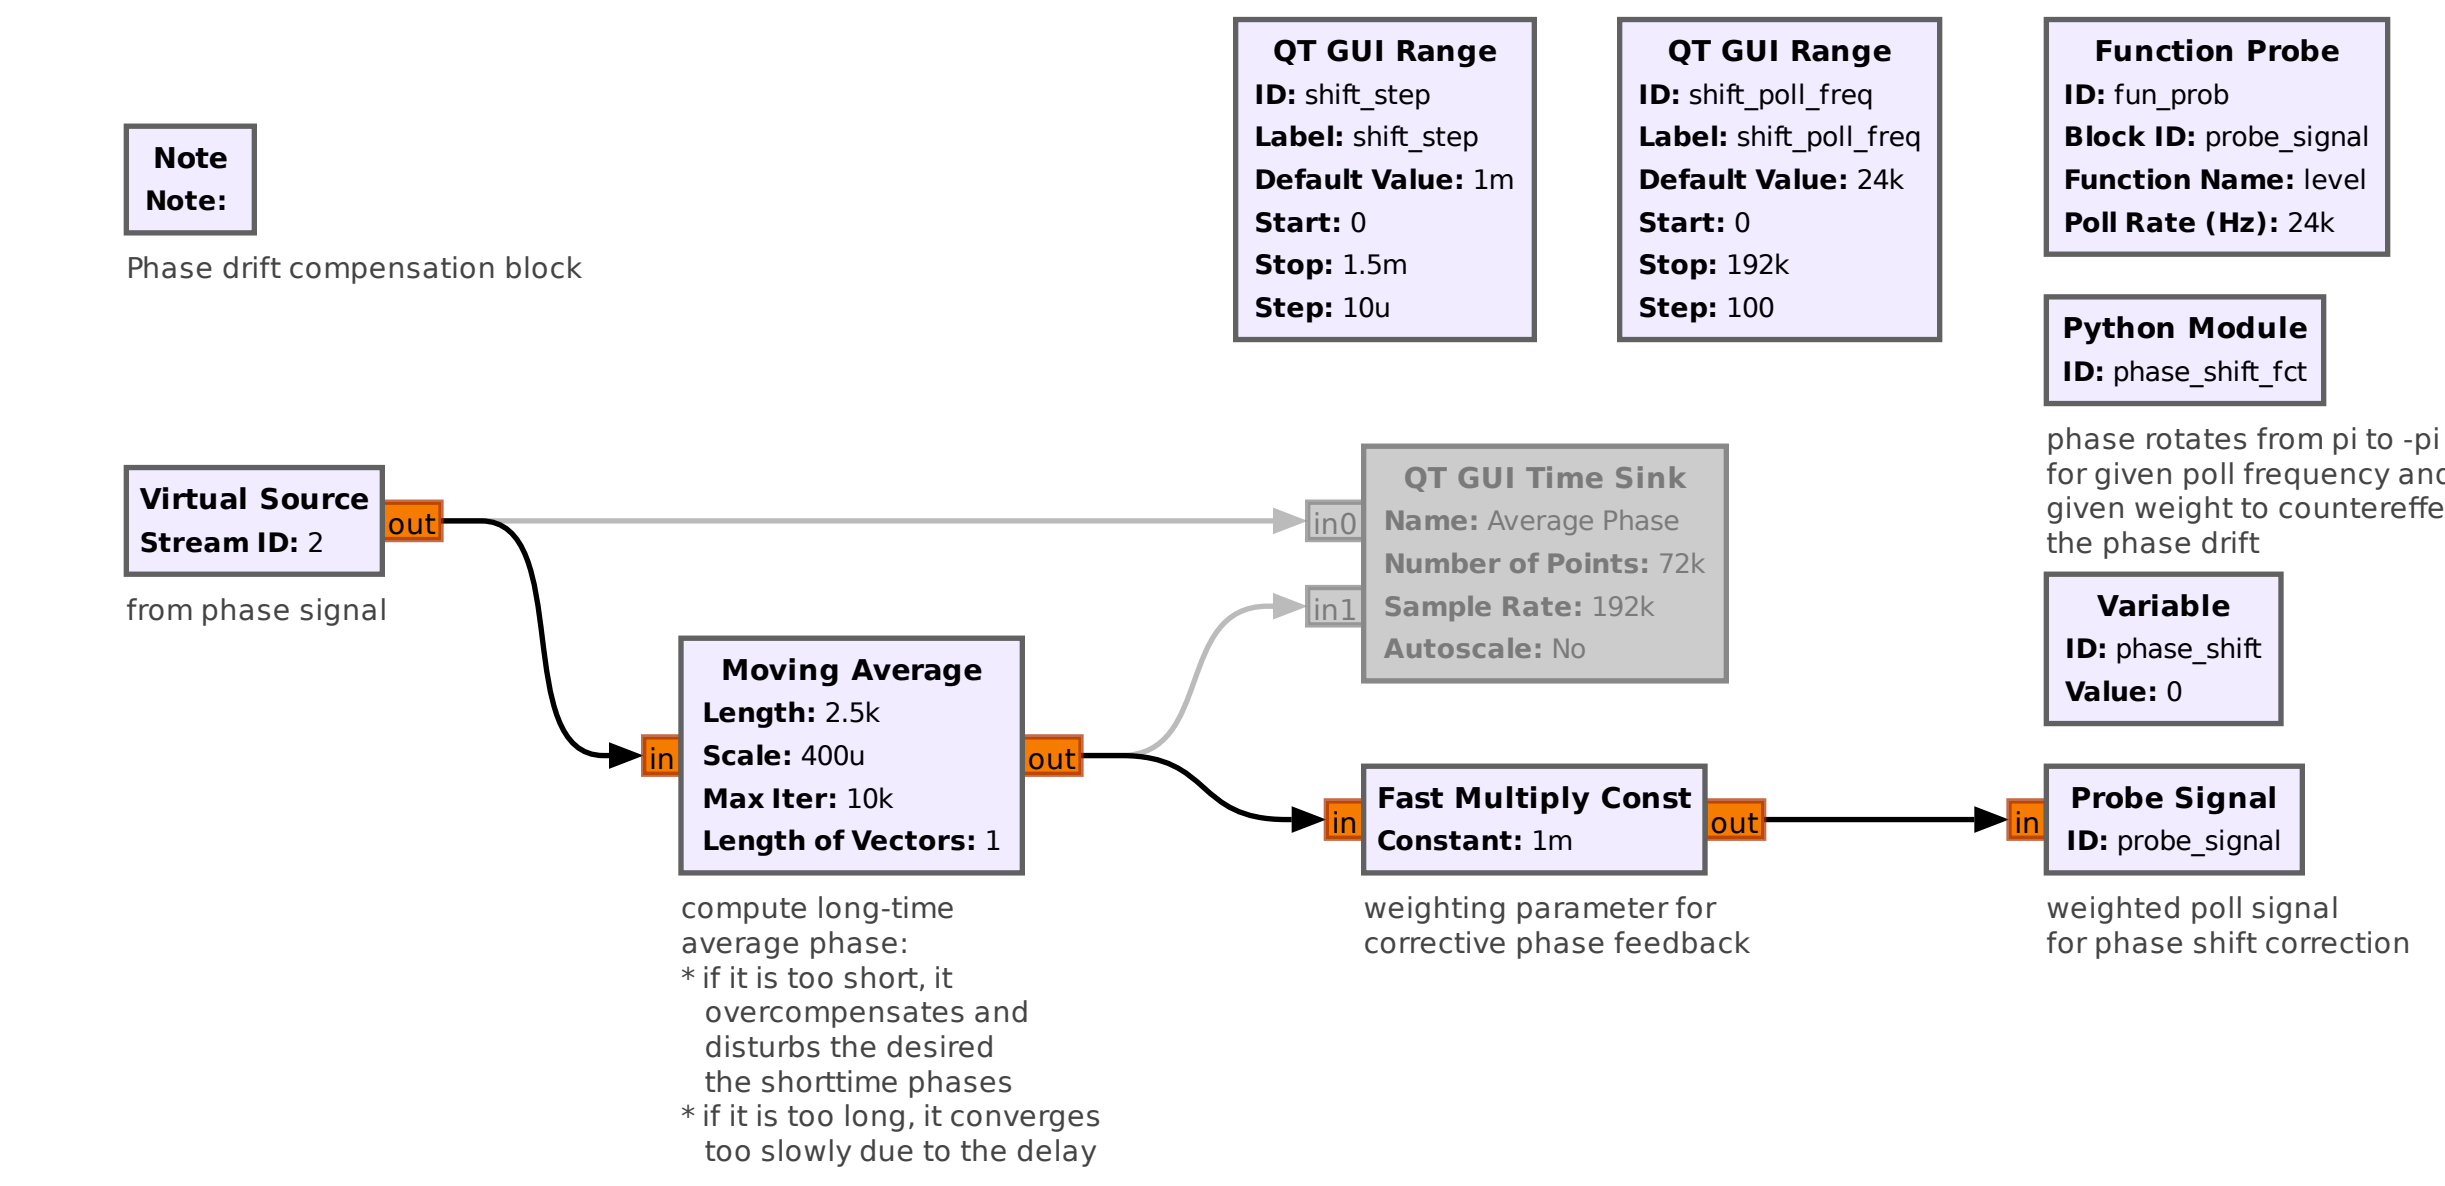 Note
Note:
Phase drift compensation block
QT GUI Range
ID: shift_step
Label: shift_step
Default Value: 1m
Start: 0
Stop: 1.5m
Step: 10u
QT GUI Range
ID: shift_poll_freq
Label: shift_poll_freq
Default Value: 24k
Start: 0
Stop: 192k
Step: 100
Function Probe
ID: fun_prob
Block ID: probe_signal
Function Name: level
Poll Rate (Hz): 24k
Python Module
ID: phase_shift_fct
phase rotates from pi to -pi
for given poll frequency and
given weight to countereffe
the phase drift
Virtual Source
Stream ID: 2
out
from phase signal
in0
in1
QT GUI Time Sink
Name: Average Phase
Number of Points: 72k
Sample Rate: 192k
Autoscale: No
Variable
ID: phase_shift
Value: 0
in
Moving Average
Length: 2.5k
Scale: 400u
Max Iter: 10k
Length of Vectors: 1
out
compute long-time
average phase:
* if it is too short, it
overcompensates and
disturbs the desired
the shorttime phases
* if it is too long, it converges
too slowly due to the delay
in
Fast Multiply Const
Constant: 1m
out
weighting parameter for
corrective phase feedback
in
Probe Signal
ID: probe_signal
weighted poll signal
for phase shift correction